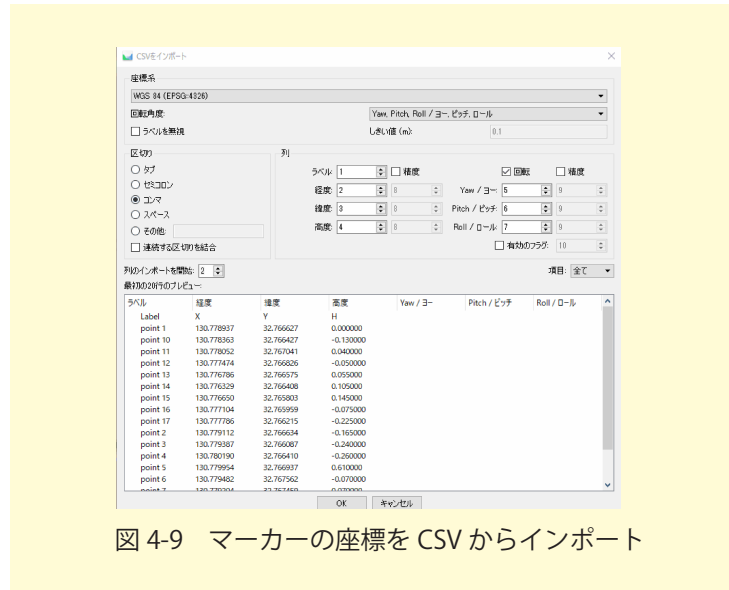 CSVをインポート
座標系
WGS 84 (EPSG:4326)
回転角度: Yaw, Pitch, Roll / ヨー, ピッチ, ロール
ラベルを無視 しきい値 (m): 0.1
区切り 列
タブ ラベル 1 精度 回転 精度
セミコロン 経度: 2 8 Yaw / ヨー: 5 9
コンマ 緯度: 3 8 Pitch / ピッチ: 6 9
スペース 高度: 4 8 Roll / ロール: 7 9
その他:
連続する区切りを結合 有効のフラグ: 10
列のインポートを開始: 2 項目: 全て
最初の20行のプレビュー:
ラベル 経度 緯度 高度 Yaw / ヨー Pitch / ピッチ Roll / ロール
Label X Y H
point 1 130.778937 32.766627 0.000000
point 10 130.778363 32.766427 -0.130000
point 11 130.778052 32.767041 0.040000
point 12 130.777474 32.766826 -0.050000
point 13 130.776786 32.766575 0.055000
point 14 130.776329 32.766408 0.105000
point 15 130.776650 32.765803 0.145000
point 16 130.777104 32.765959 -0.075000
point 17 130.777786 32.766215 -0.225000
point 2 130.779112 32.766634 -0.165000
point 3 130.779387 32.766087 -0.240000
point 4 130.780190 32.766410 -0.260000
point 5 130.779954 32.766937 0.610000
point 6 130.779482 32.767562 -0.070000
OK キャンセル
図 4-9 マーカーの座標を CSV からインポート